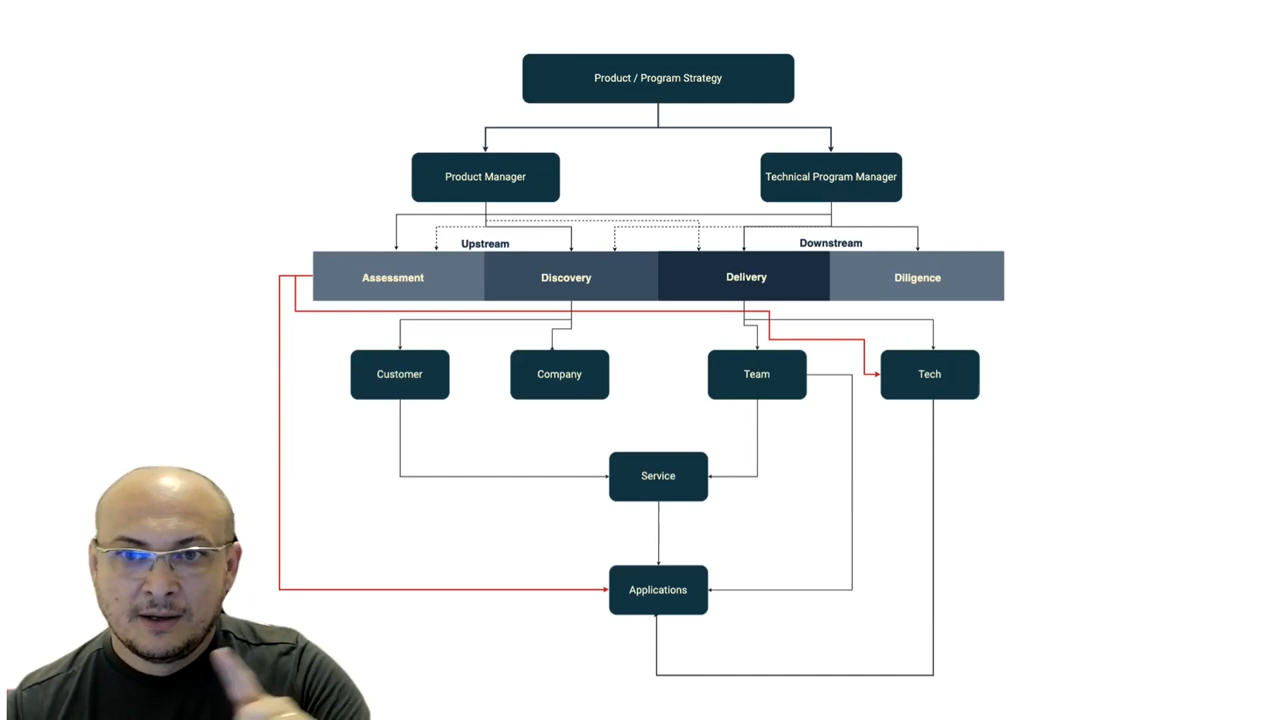 Product / Program Strategy
Product Manager
Technical Program Manager
Upstream
Downstream
Assessment
Discovery
Delivery
Diligence
Customer
Company
Team
Tech
Service
Applications